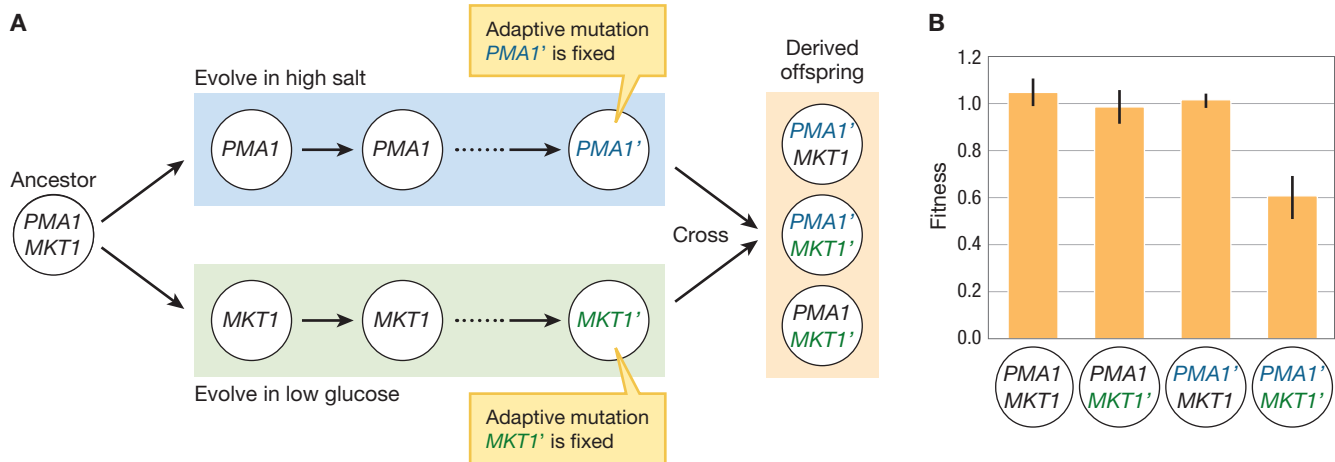 A
Evolve in high salt
Adaptive mutation
PMA1’ is fixed
Derived
offspring
Ancestor
PMA1
MKT1
PMA1
PMA1
PMA1’
MKT1
MKT1
MKT1’
Evolve in low glucose
Adaptive mutation
MKT1’ is fixed
Cross
PMA1’
MKT1
PMA1’
MKT1’
PMA1
MKT1’
B
Fitness
1.2
1.0
0.8
0.6
0.4
0.2
0.0
PMA1
MKT1
PMA1
MKT1’
PMA1’
MKT1
PMA1’
MKT1’